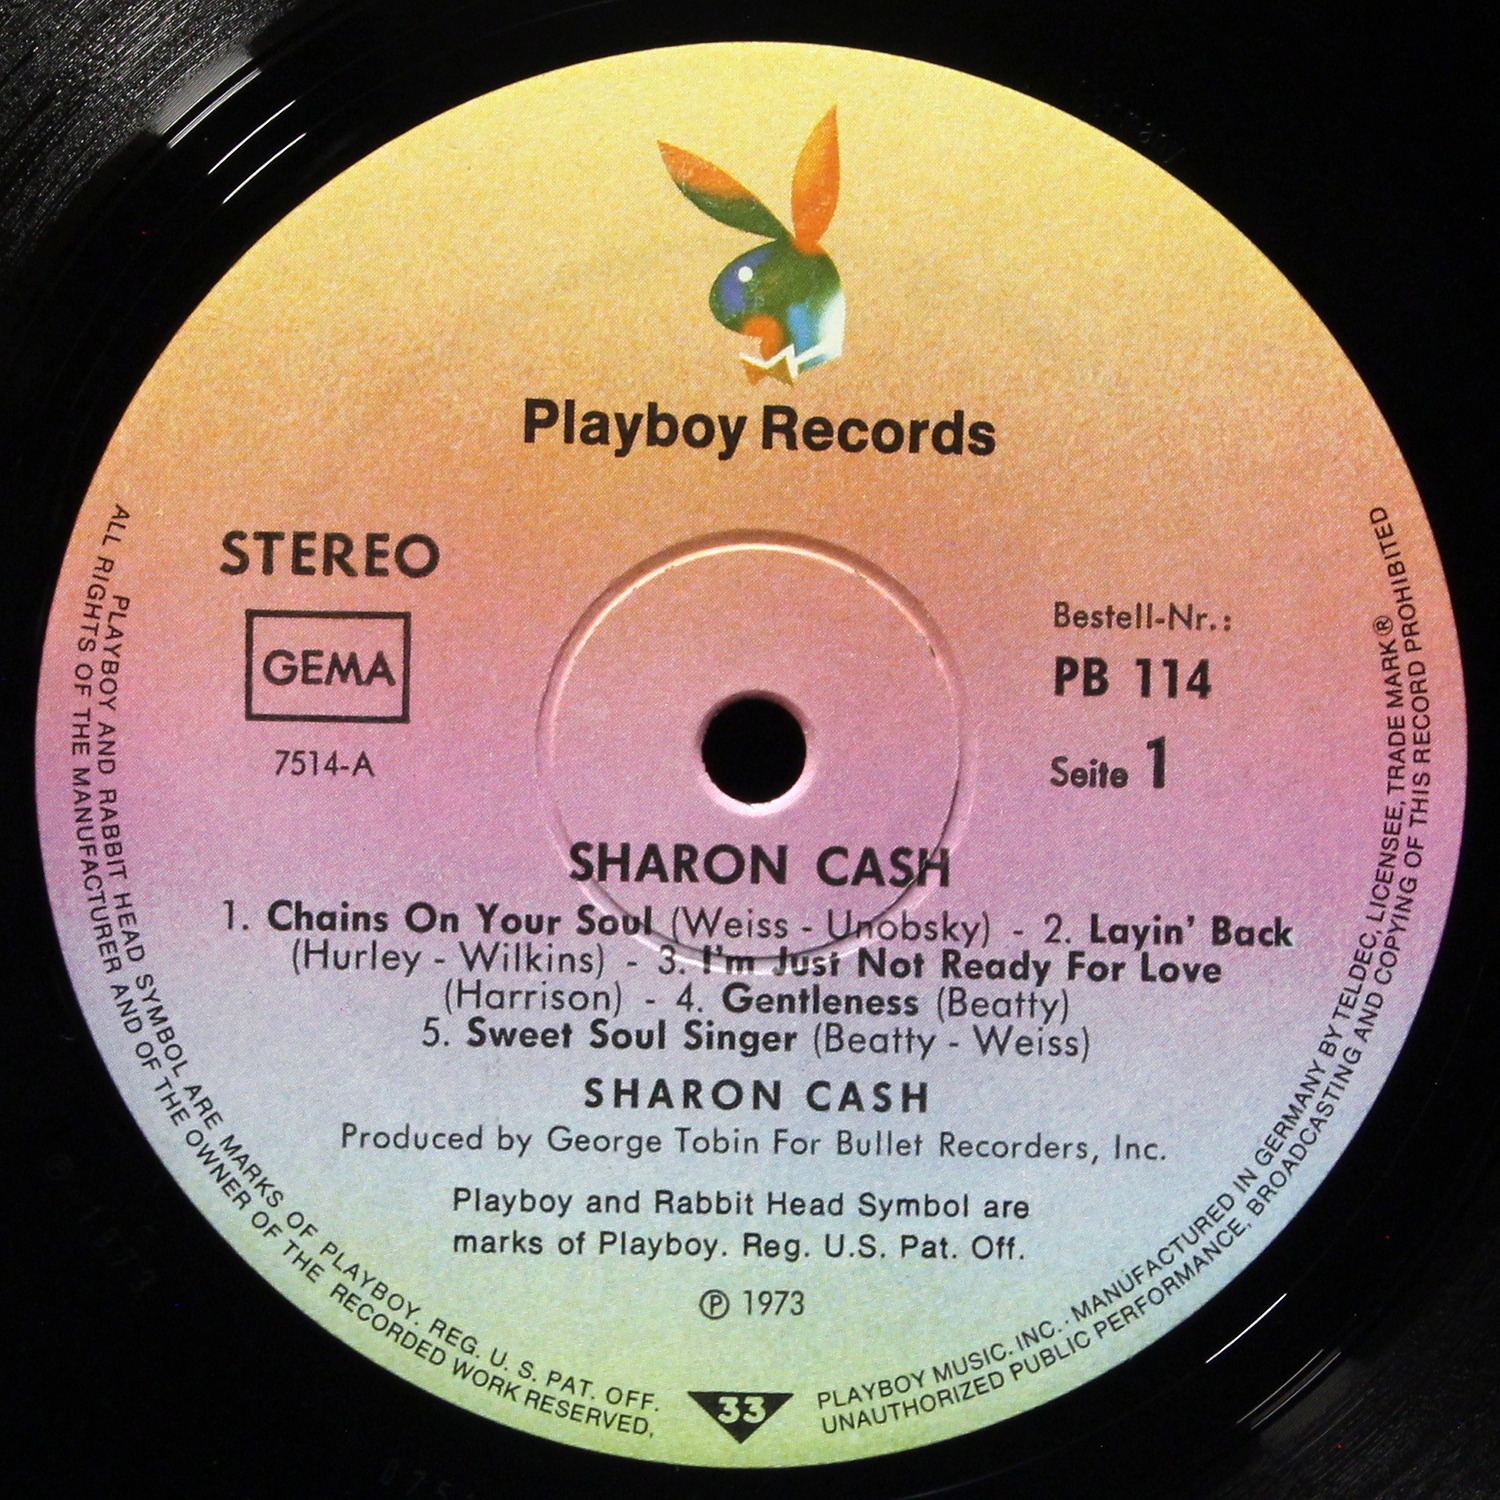 Playboy Records
STEREO
GEMA
7514-A
Bestell-Nr.:
PB 114
Seite 1
SHARON CASH
1. Chains On Your Soul (Weiss - Unobsky) - 2. Layin' Back
(Hurley - Wilkins) - 3. I'm Just Not Ready For Love
(Harrison) - 4. Gentleness (Beatty)
5. Sweet Soul Singer (Beatty - Weiss)
SHARON CASH
Produced by George Tobin For Bullet Recorders, Inc.
Playboy and Rabbit Head Symbol are
marks of Playboy. Reg. U.S. Pat. Off.
Ⓟ 1973
33
PLAYBOY AND RABBIT HEAD SYMBOL ARE MARKS OF PLAYBOY. REG. U. S. PAT. OFF.
ALL RIGHTS OF THE MANUFACTURER AND OF THE OWNER OF THE RECORDED WORK RESERVED,
PLAYBOY MUSIC. INC.· MANUFACTURED IN GERMANY BY TELDEC, LICENSEE, TRADE MARK ®
UNAUTHORIZED PUBLIC PERFORMANCE, BROADCASTING AND COPYING OF THIS RECORD PROHIBITED